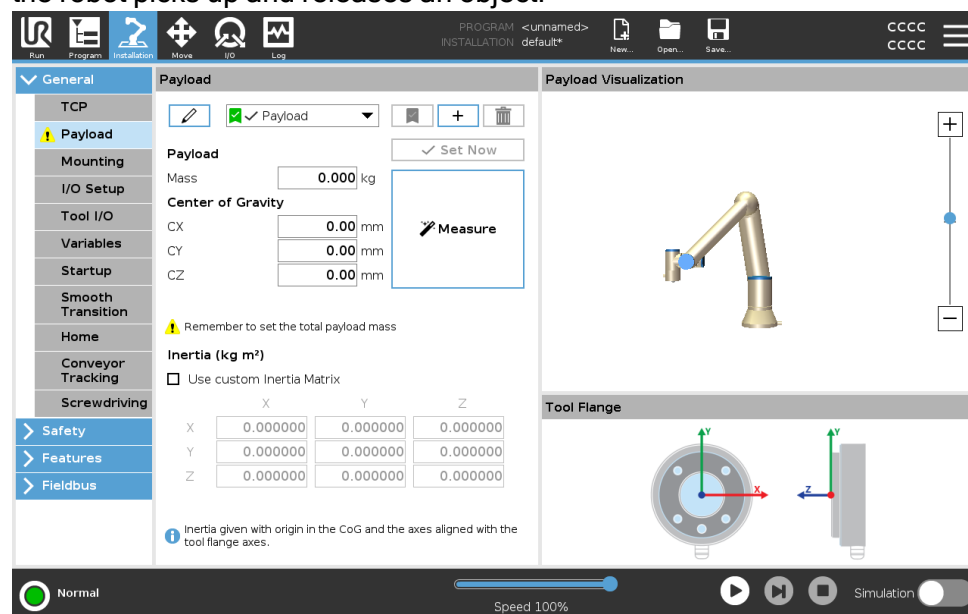 the robot picks up and releases an object.
PROGRAM <unnamed>
INSTALLATION default*
CCCC
CCCC
Run Program Installation Move I/O Log New... Open... Save...
General
TCP
Payload
Mounting
I/O Setup
Tool I/O
Variables
Startup
Smooth
Transition
Home
Conveyor
Tracking
Screwdriving
Safety
Features
Fieldbus
Payload
Payload
+
Payload
Set Now
Mass 0.000 kg
Center of Gravity
CX 0.00 mm
CY 0.00 mm
CZ 0.00 mm
Measure
Remember to set the total payload mass
Inertia (kg m²)
Use custom Inertia Matrix
X Y Z
X 0.000000 0.000000 0.000000
Y 0.000000 0.000000 0.000000
Z 0.000000 0.000000 0.000000
Inertia given with origin in the CoG and the axes aligned with the
tool flange axes.
Payload Visualization
+
−
Tool Flange
Y Y
X Z
Normal
Speed 100%
Simulation